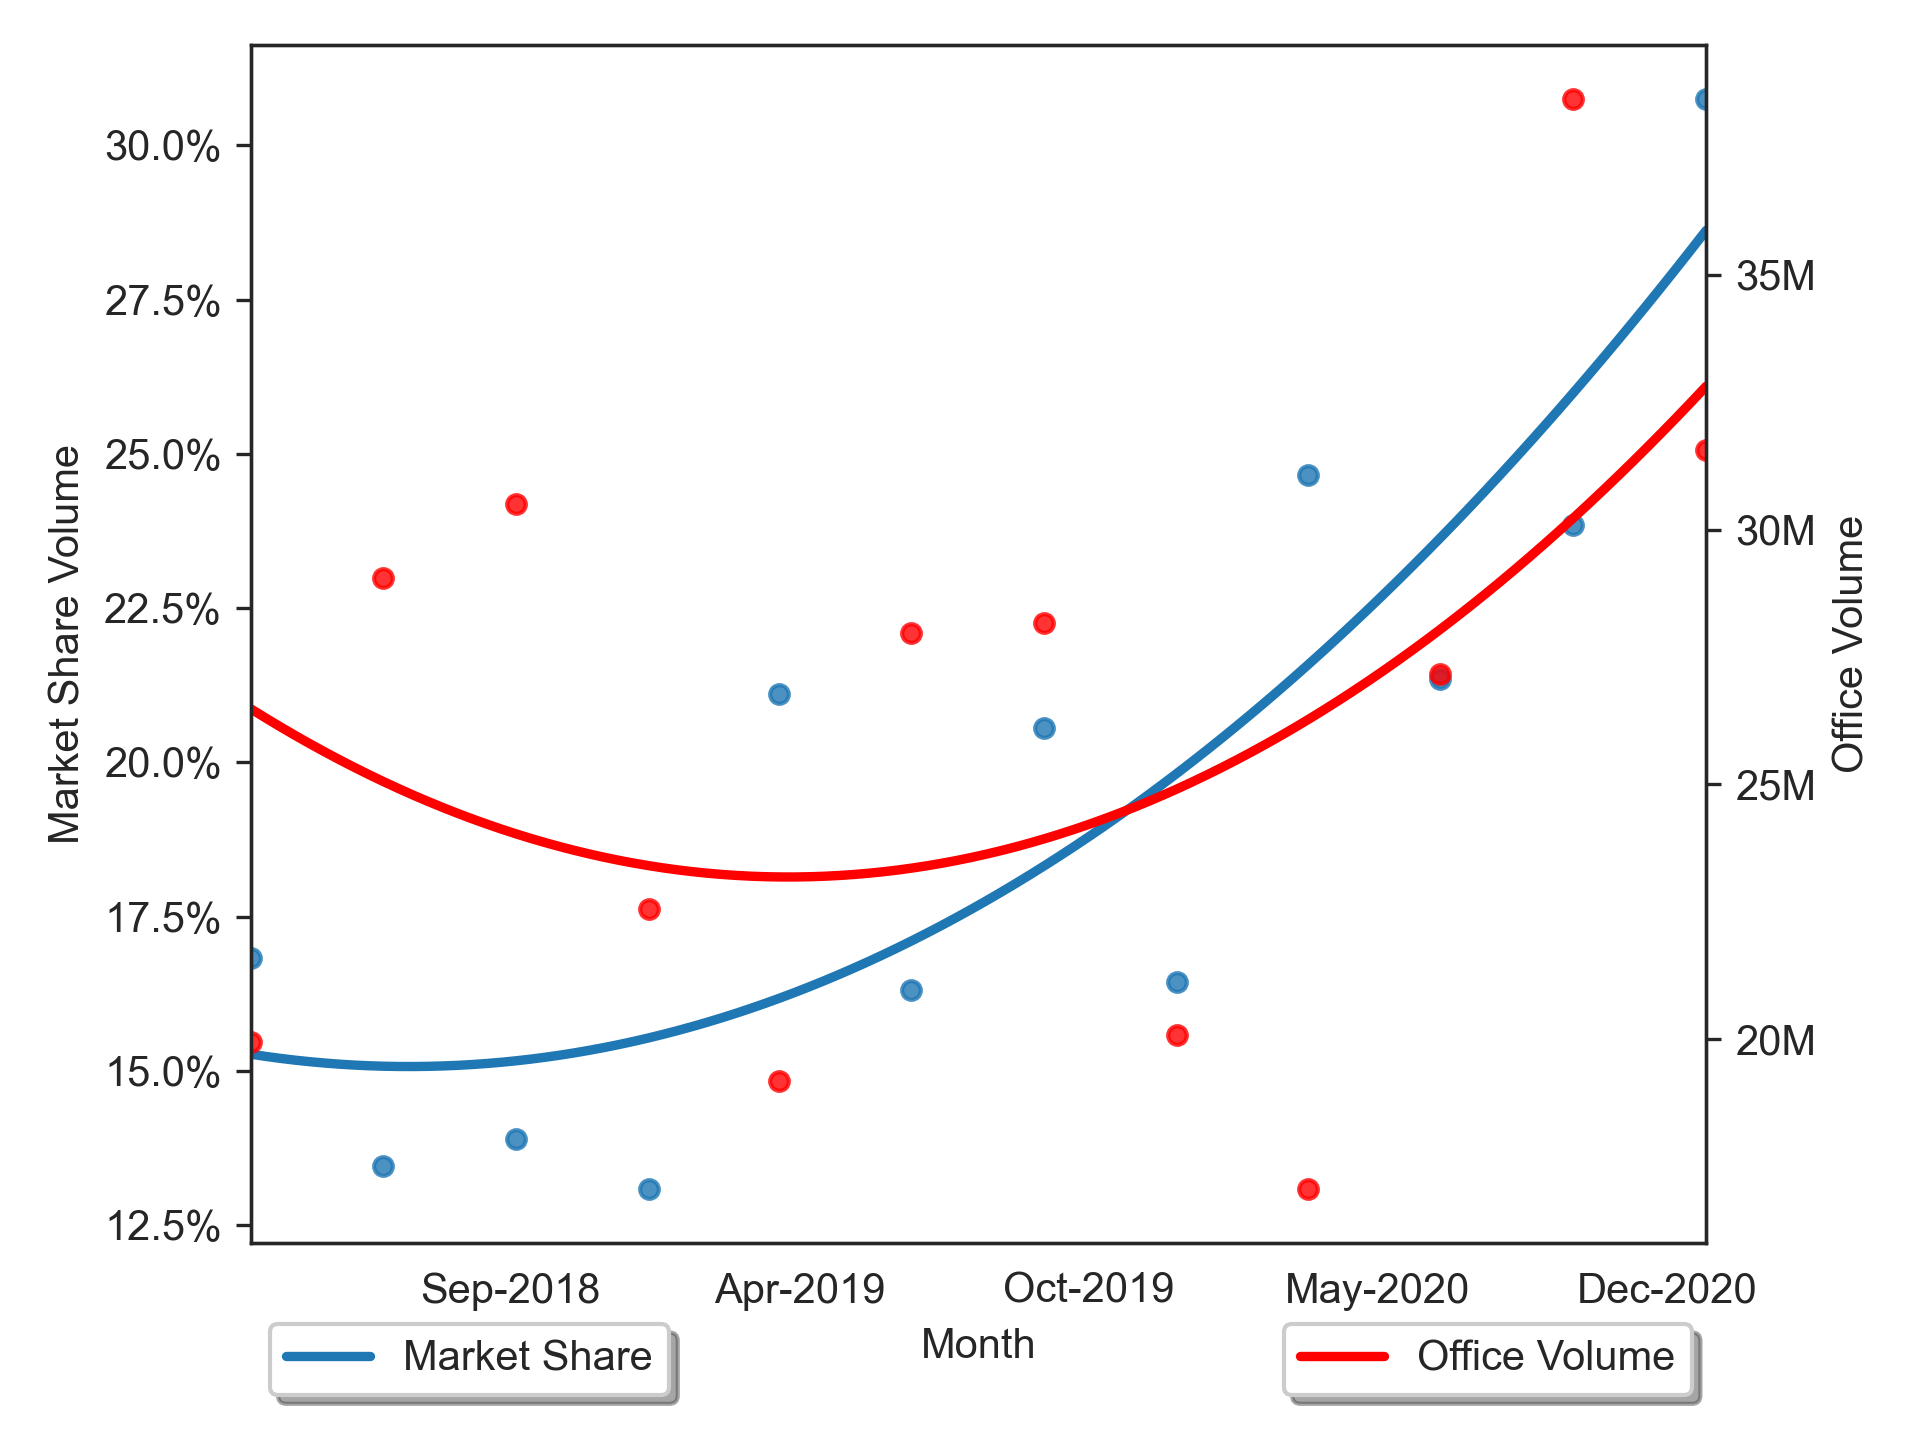 30.0%
27.5%
25.0%
22.5%
20.0%
17.5%
15.0%
12.5%
Market Share Volume
35M
30M
25M
20M
Office Volume
Sep-2018
Apr-2019
Oct-2019
May-2020
Dec-2020
Month
Market Share
Office Volume